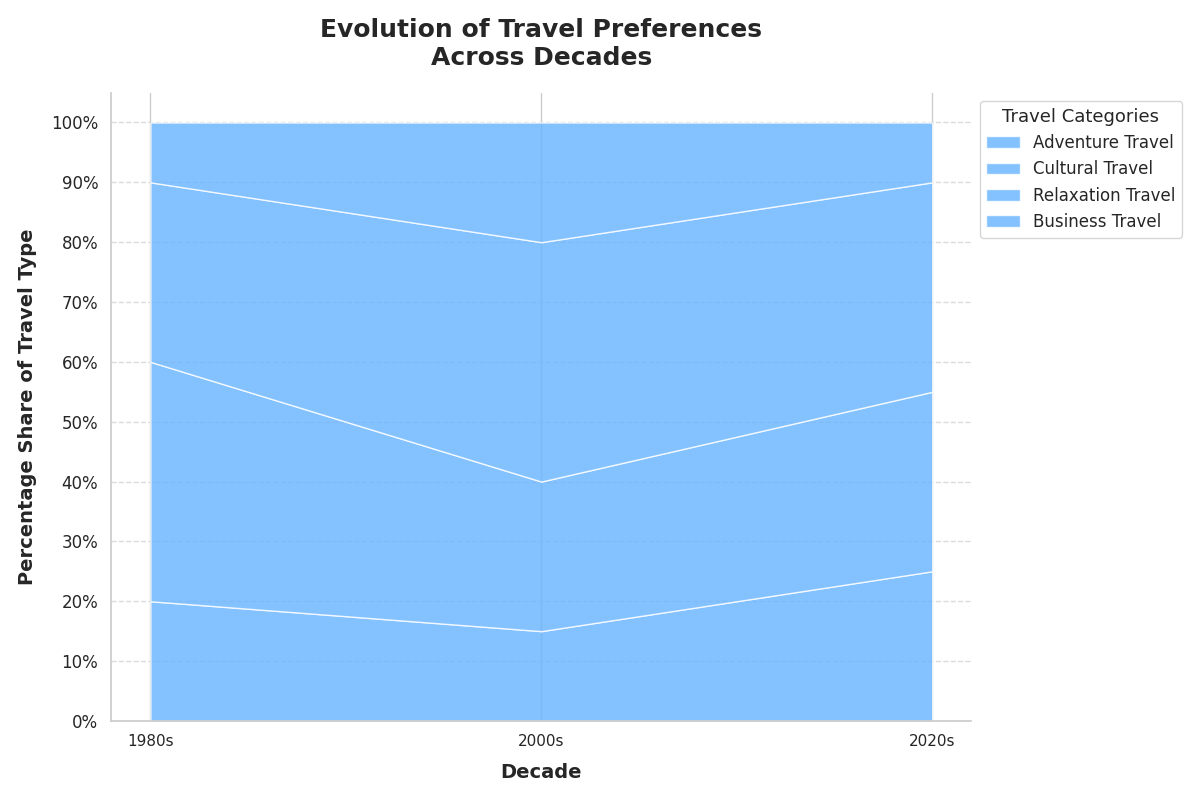 Evolution of Travel Preferences
Across Decades
Percentage Share of Travel Type
100%
90%
80%
70%
60%
50%
40%
30%
20%
10%
0%
1980s
2000s
2020s
Decade
Travel Categories
Adventure Travel
Cultural Travel
Relaxation Travel
Business Travel